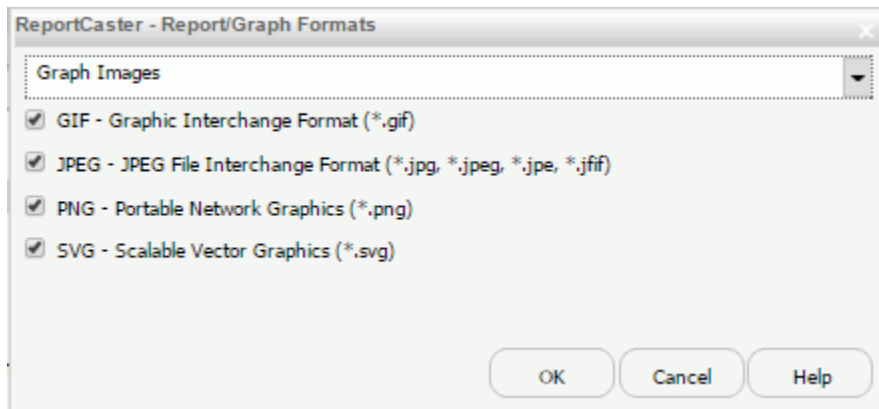 ReportCaster - Report/Graph Formats
Graph Images
GIF - Graphic Interchange Format (*.gif)
JPEG - JPEG File Interchange Format (*.jpg, *.jpeg, *.jpe, *.jfif)
PNG - Portable Network Graphics (*.png)
SVG - Scalable Vector Graphics (*.svg)
OK Cancel Help